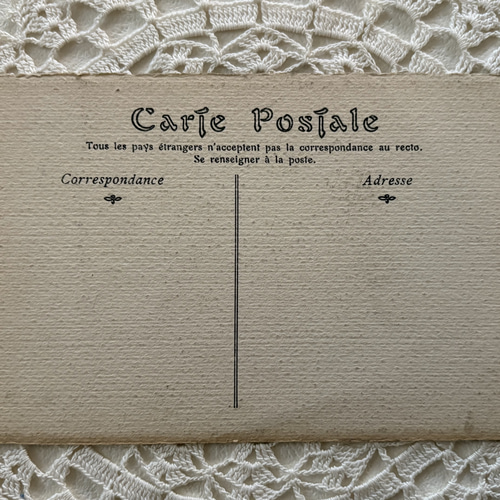 Carte Postale
Tous les pays étrangers n'acceptent pas la correspondance au recto.
Se renseigner à la poste.
Correspondance
Adresse